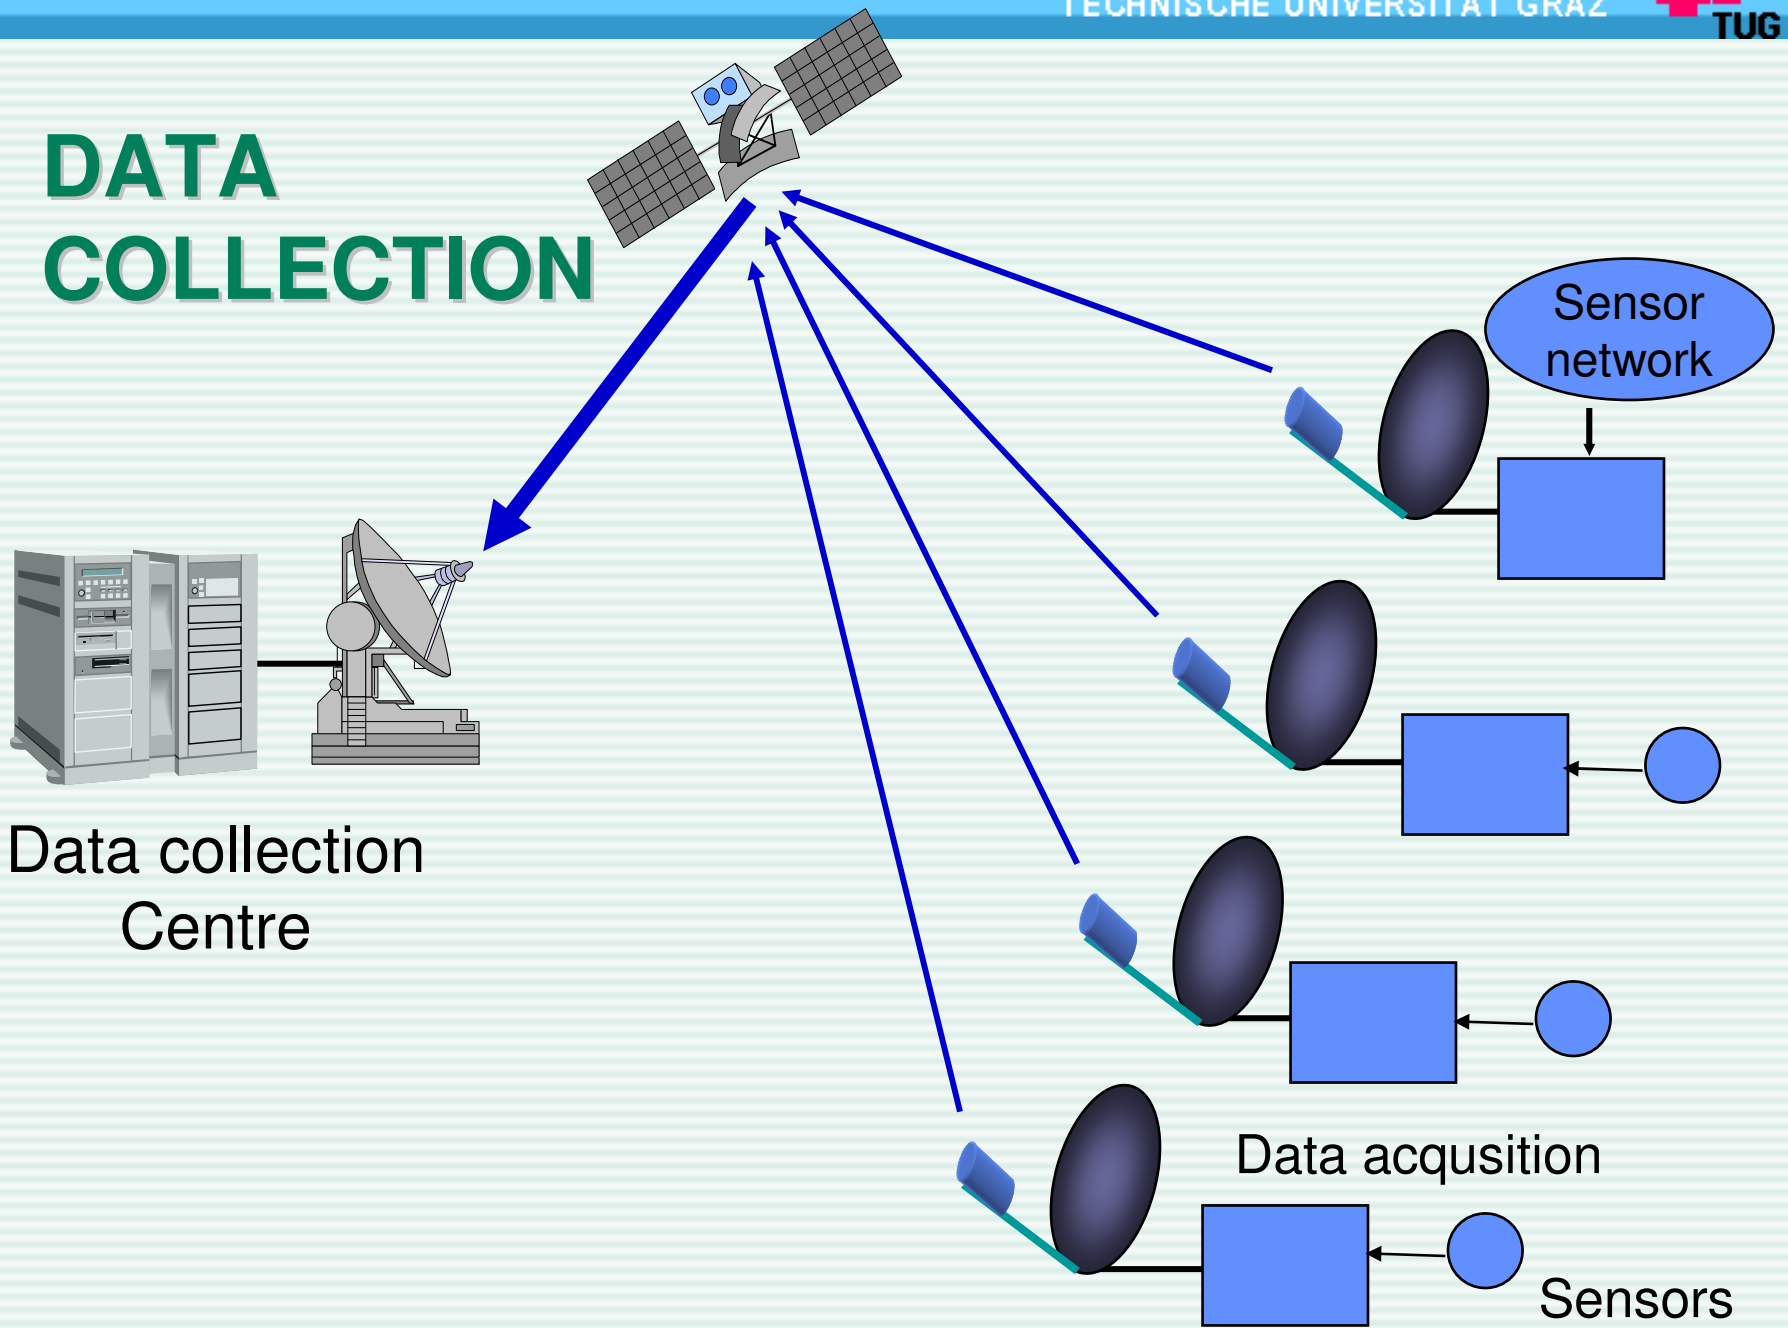 TECHNISCHE UNIVERSITÄT GRAZ
TUG
DATA
COLLECTION
Sensor
network
Data collection
Centre
Data acqusition
Sensors